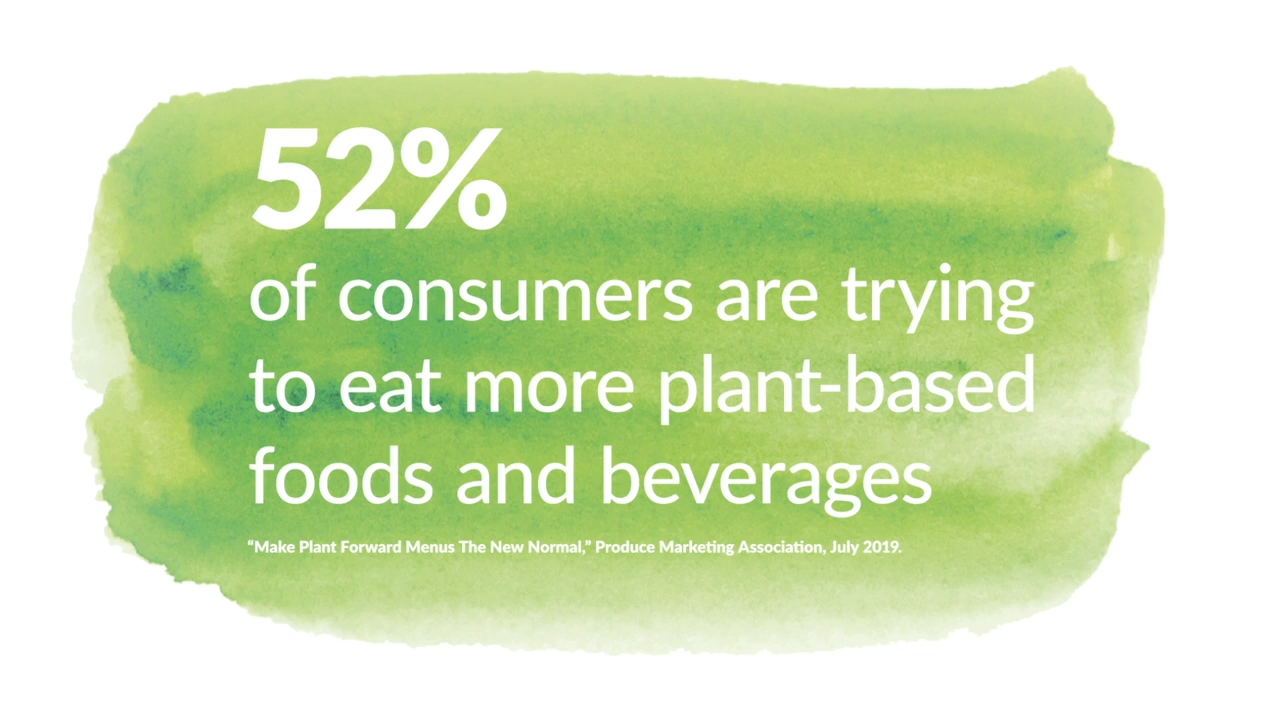 52%
of consumers are trying
to eat more plant-based
foods and beverages
“Make Plant Forward Menus The New Normal,” Produce Marketing Association, July 2019.